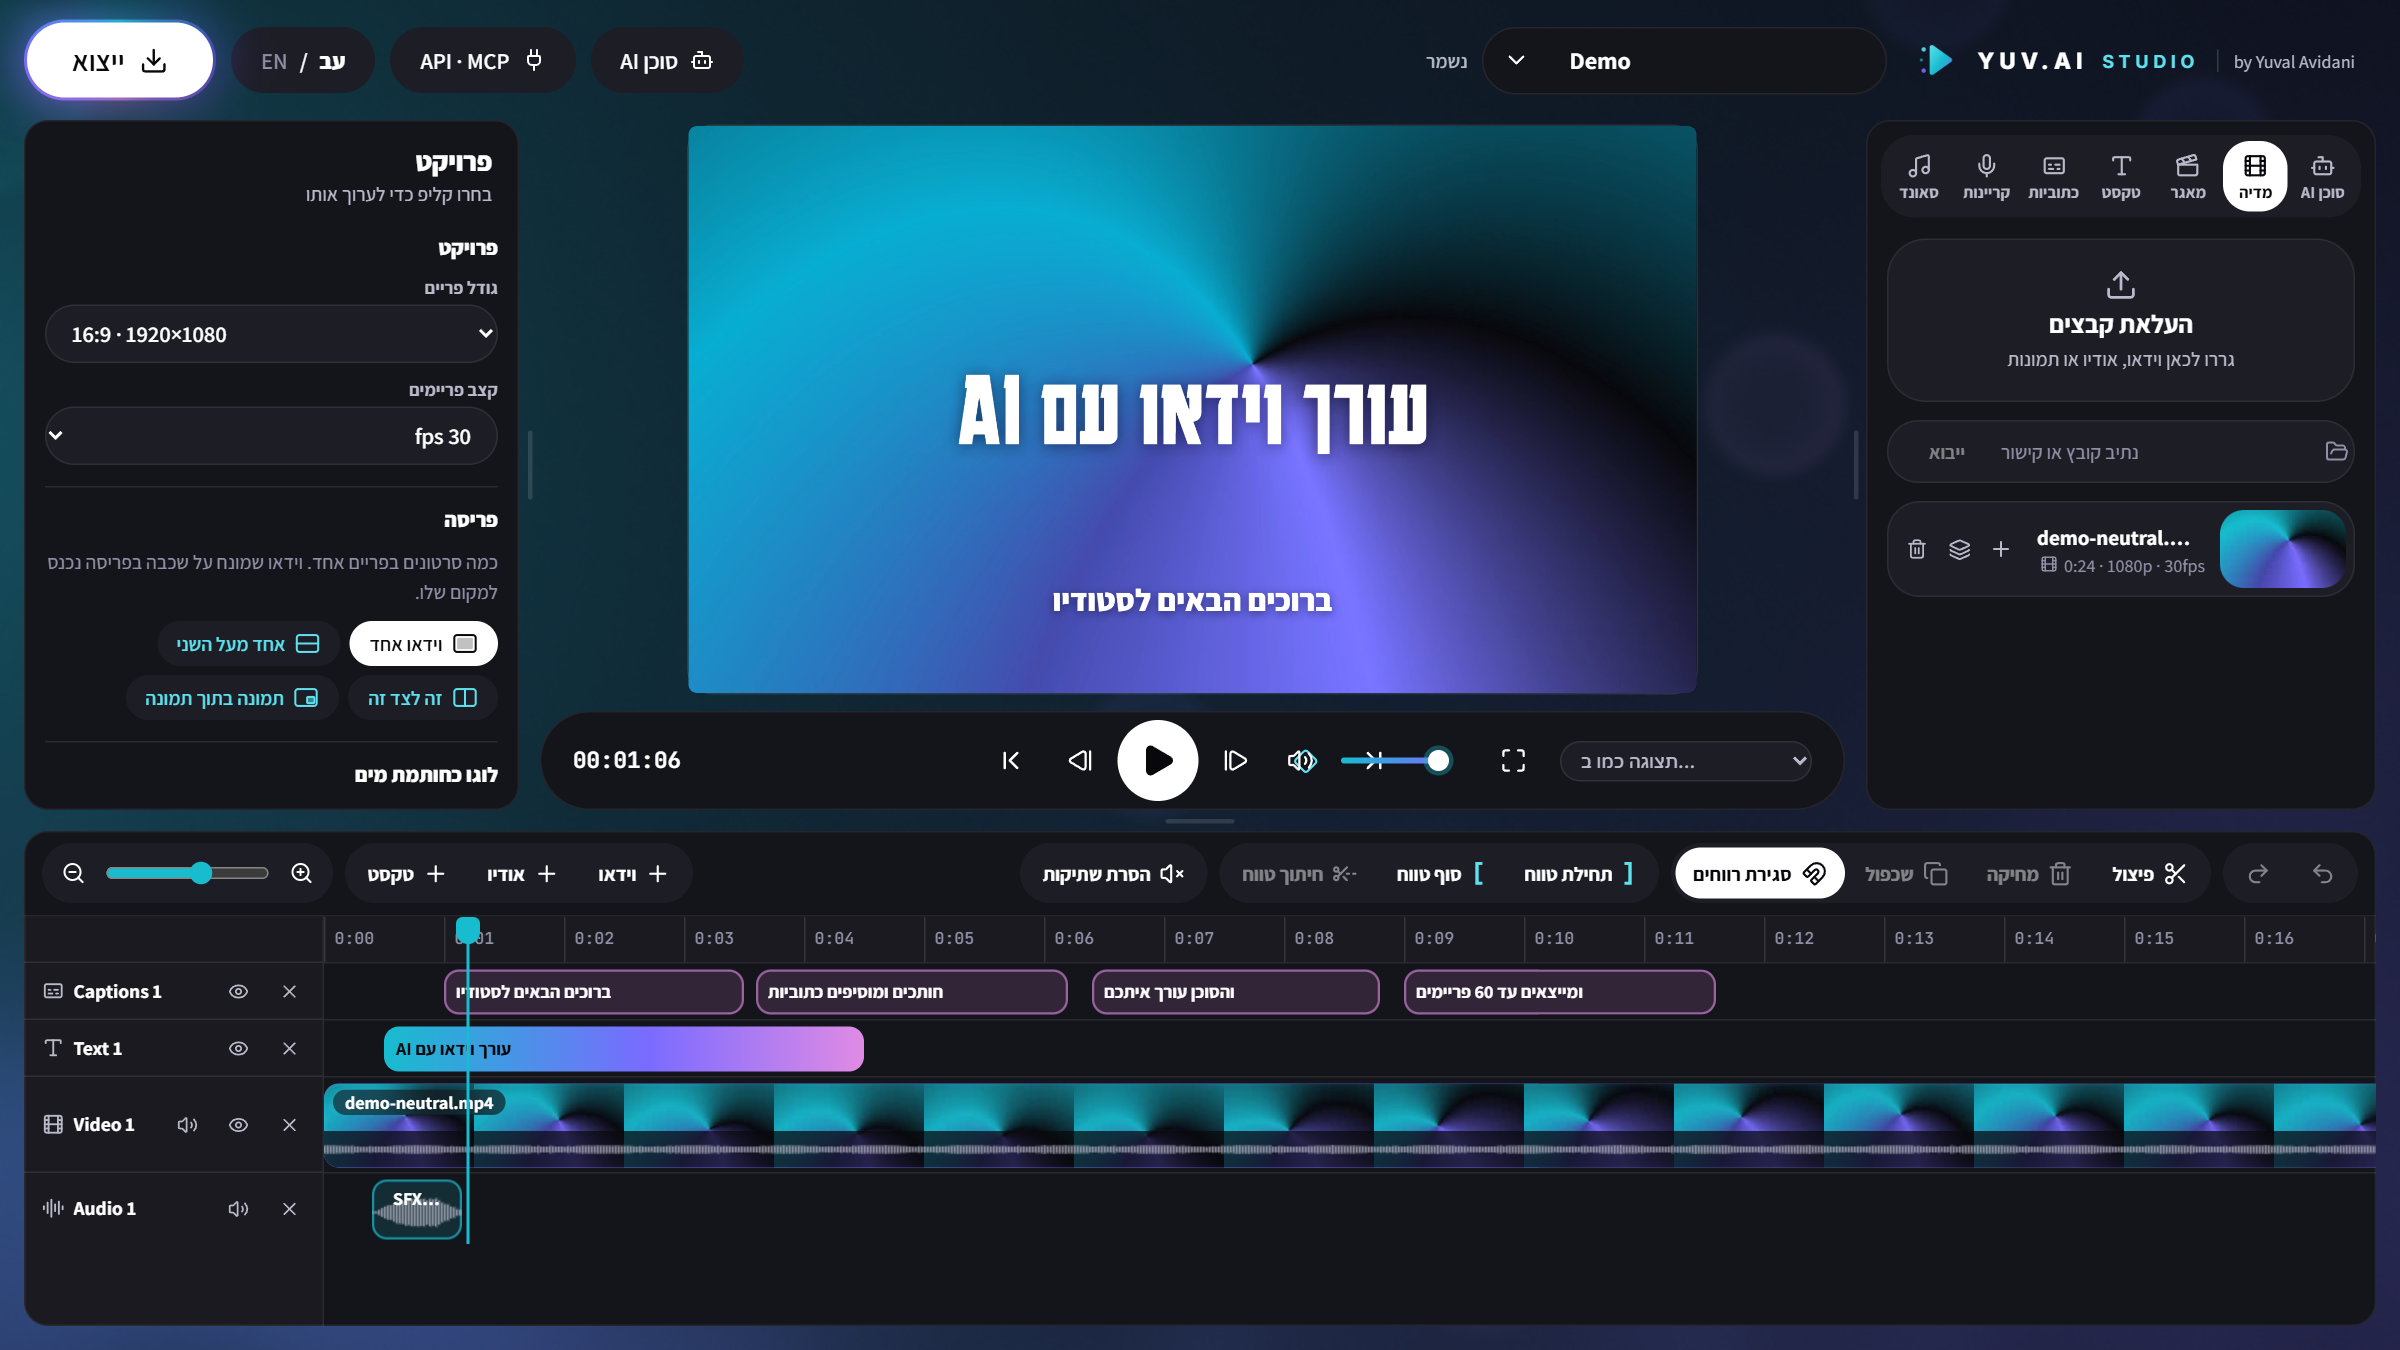 YUV.AI STUDIO by Yuval Avidani
Demo
נשמר
סוכן AI
API · MCP
עב / EN
ייצוא
סוכן AI
מדיה
מאגר
טקסט
כתוביות
קריינות
סאונד
העלאת קבצים
גררו לכאן וידאו, אודיו או תמונות
נתיב קובץ או קישור
ייבוא
demo-neutral....
0:24 · 1080p · 30fps
עורך וידאו עם AI
ברוכים הבאים לסטודיו
00:01:06
תצוגה כמו ב...
פרויקט
בחרו קליפ כדי לערוך אותו
פרויקט
גודל פריים
16:9 · 1920×1080
קצב פריימים
30 fps
פריסה
כמה סרטונים בפריים אחד. וידאו שמונח על שכבה בפריסה נכנס
למקום שלו.
וידאו אחד
אחד מעל השני
זה לצד זה
תמונה בתוך תמונה
לוגו כחותמת מים
פיצול
מחיקה
שכפול
סגירת רווחים
תחילת טווח
סוף טווח
חיתוך טווח
הסרת שתיקות
וידאו
אודיו
טקסט
0:00 0:02 0:03 0:04 0:05 0:06 0:07 0:08 0:09 0:10 0:11 0:12 0:13 0:14 0:15 0:16
Captions 1
ברוכים הבאים לסטודיו
חותכים ומוסיפים כתוביות
והסוכן עורך איתכם
ומייצאים עד 60 פריימים
Text 1
עורך וידאו עם AI
Video 1
demo-neutral.mp4
Audio 1
SFX...